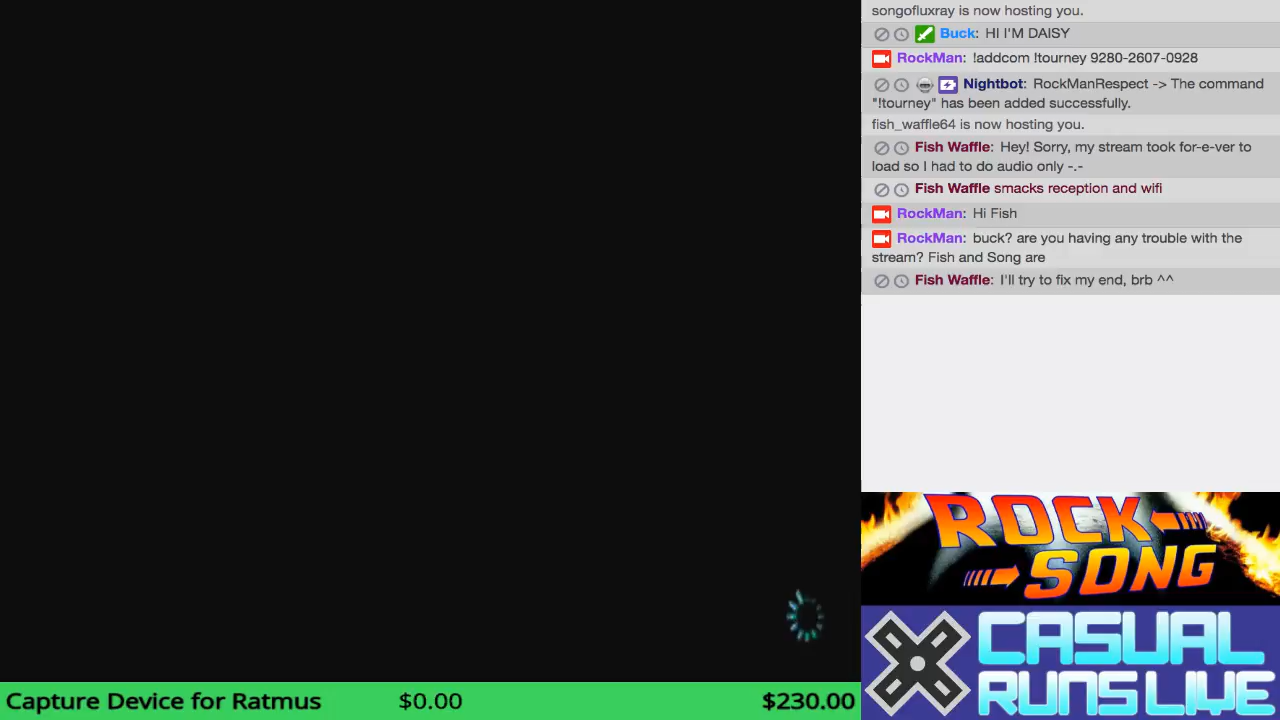 songofluxray is now hosting you.
Buck: HI I'M DAISY
RockMan: !addcom !tourney 9280-2607-0928
Nightbot: RockManRespect -> The command
"!tourney" has been added successfully.
fish_waffle64 is now hosting you.
Fish Waffle: Hey! Sorry, my stream took for-e-ver to
load so I had to do audio only -.-
Fish Waffle smacks reception and wifi
RockMan: Hi Fish
RockMan: buck? are you having any trouble with the
stream? Fish and Song are
Fish Waffle: I'll try to fix my end, brb ^^
ROCK
SONG
CASUAL
RUNS LIVE
Capture Device for Ratmus $0.00 $230.00